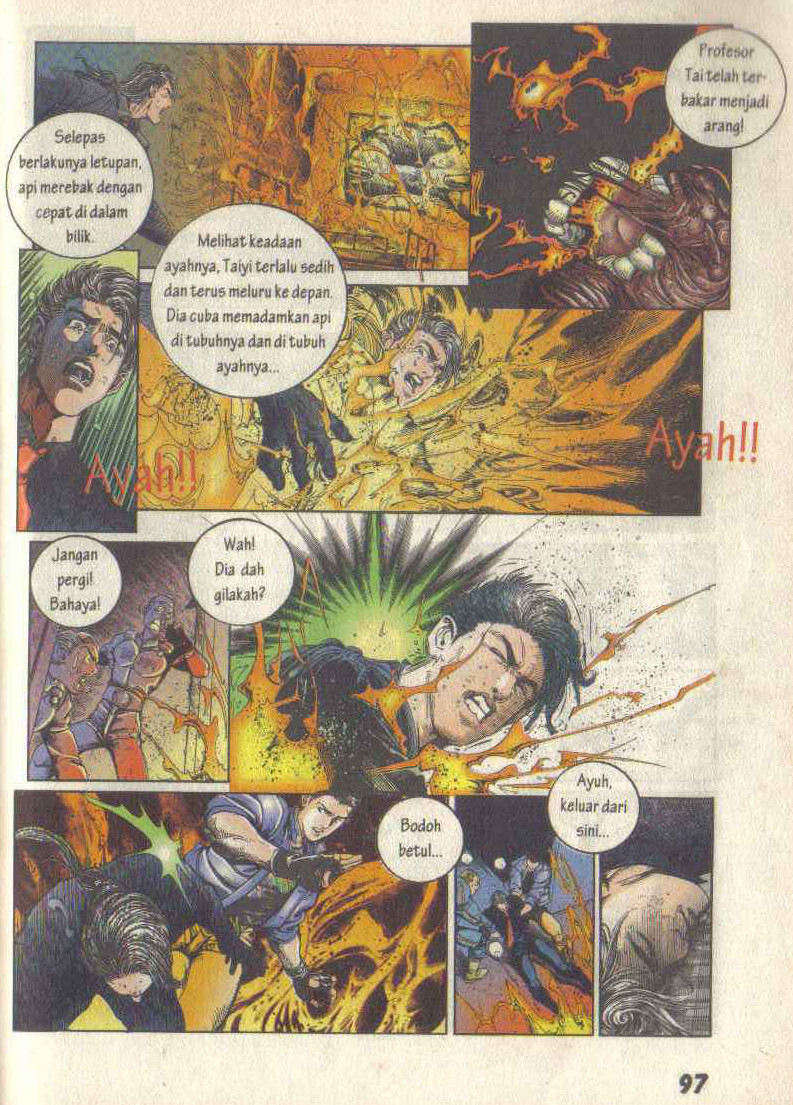 Selepas
berlakunya letupan,
api merebak dengan
cepat di dalam
bilik.
Profesor
Tai telah ter-
bakar menjadi
arang!
Melihat keadaan
ayahnya, Taiyi terlalu sedih
dan terus meluru ke depan.
Dia cuba memadamkan api
di tubuhnya dan di tubuh
ayahnya...
Ayah!!
Ayah!!
Jangan
pergi!
Bahaya!
Wah!
Dia dah
gilakah?
Bodoh
betul...
Ayuh,
keluar dari
sini...
97